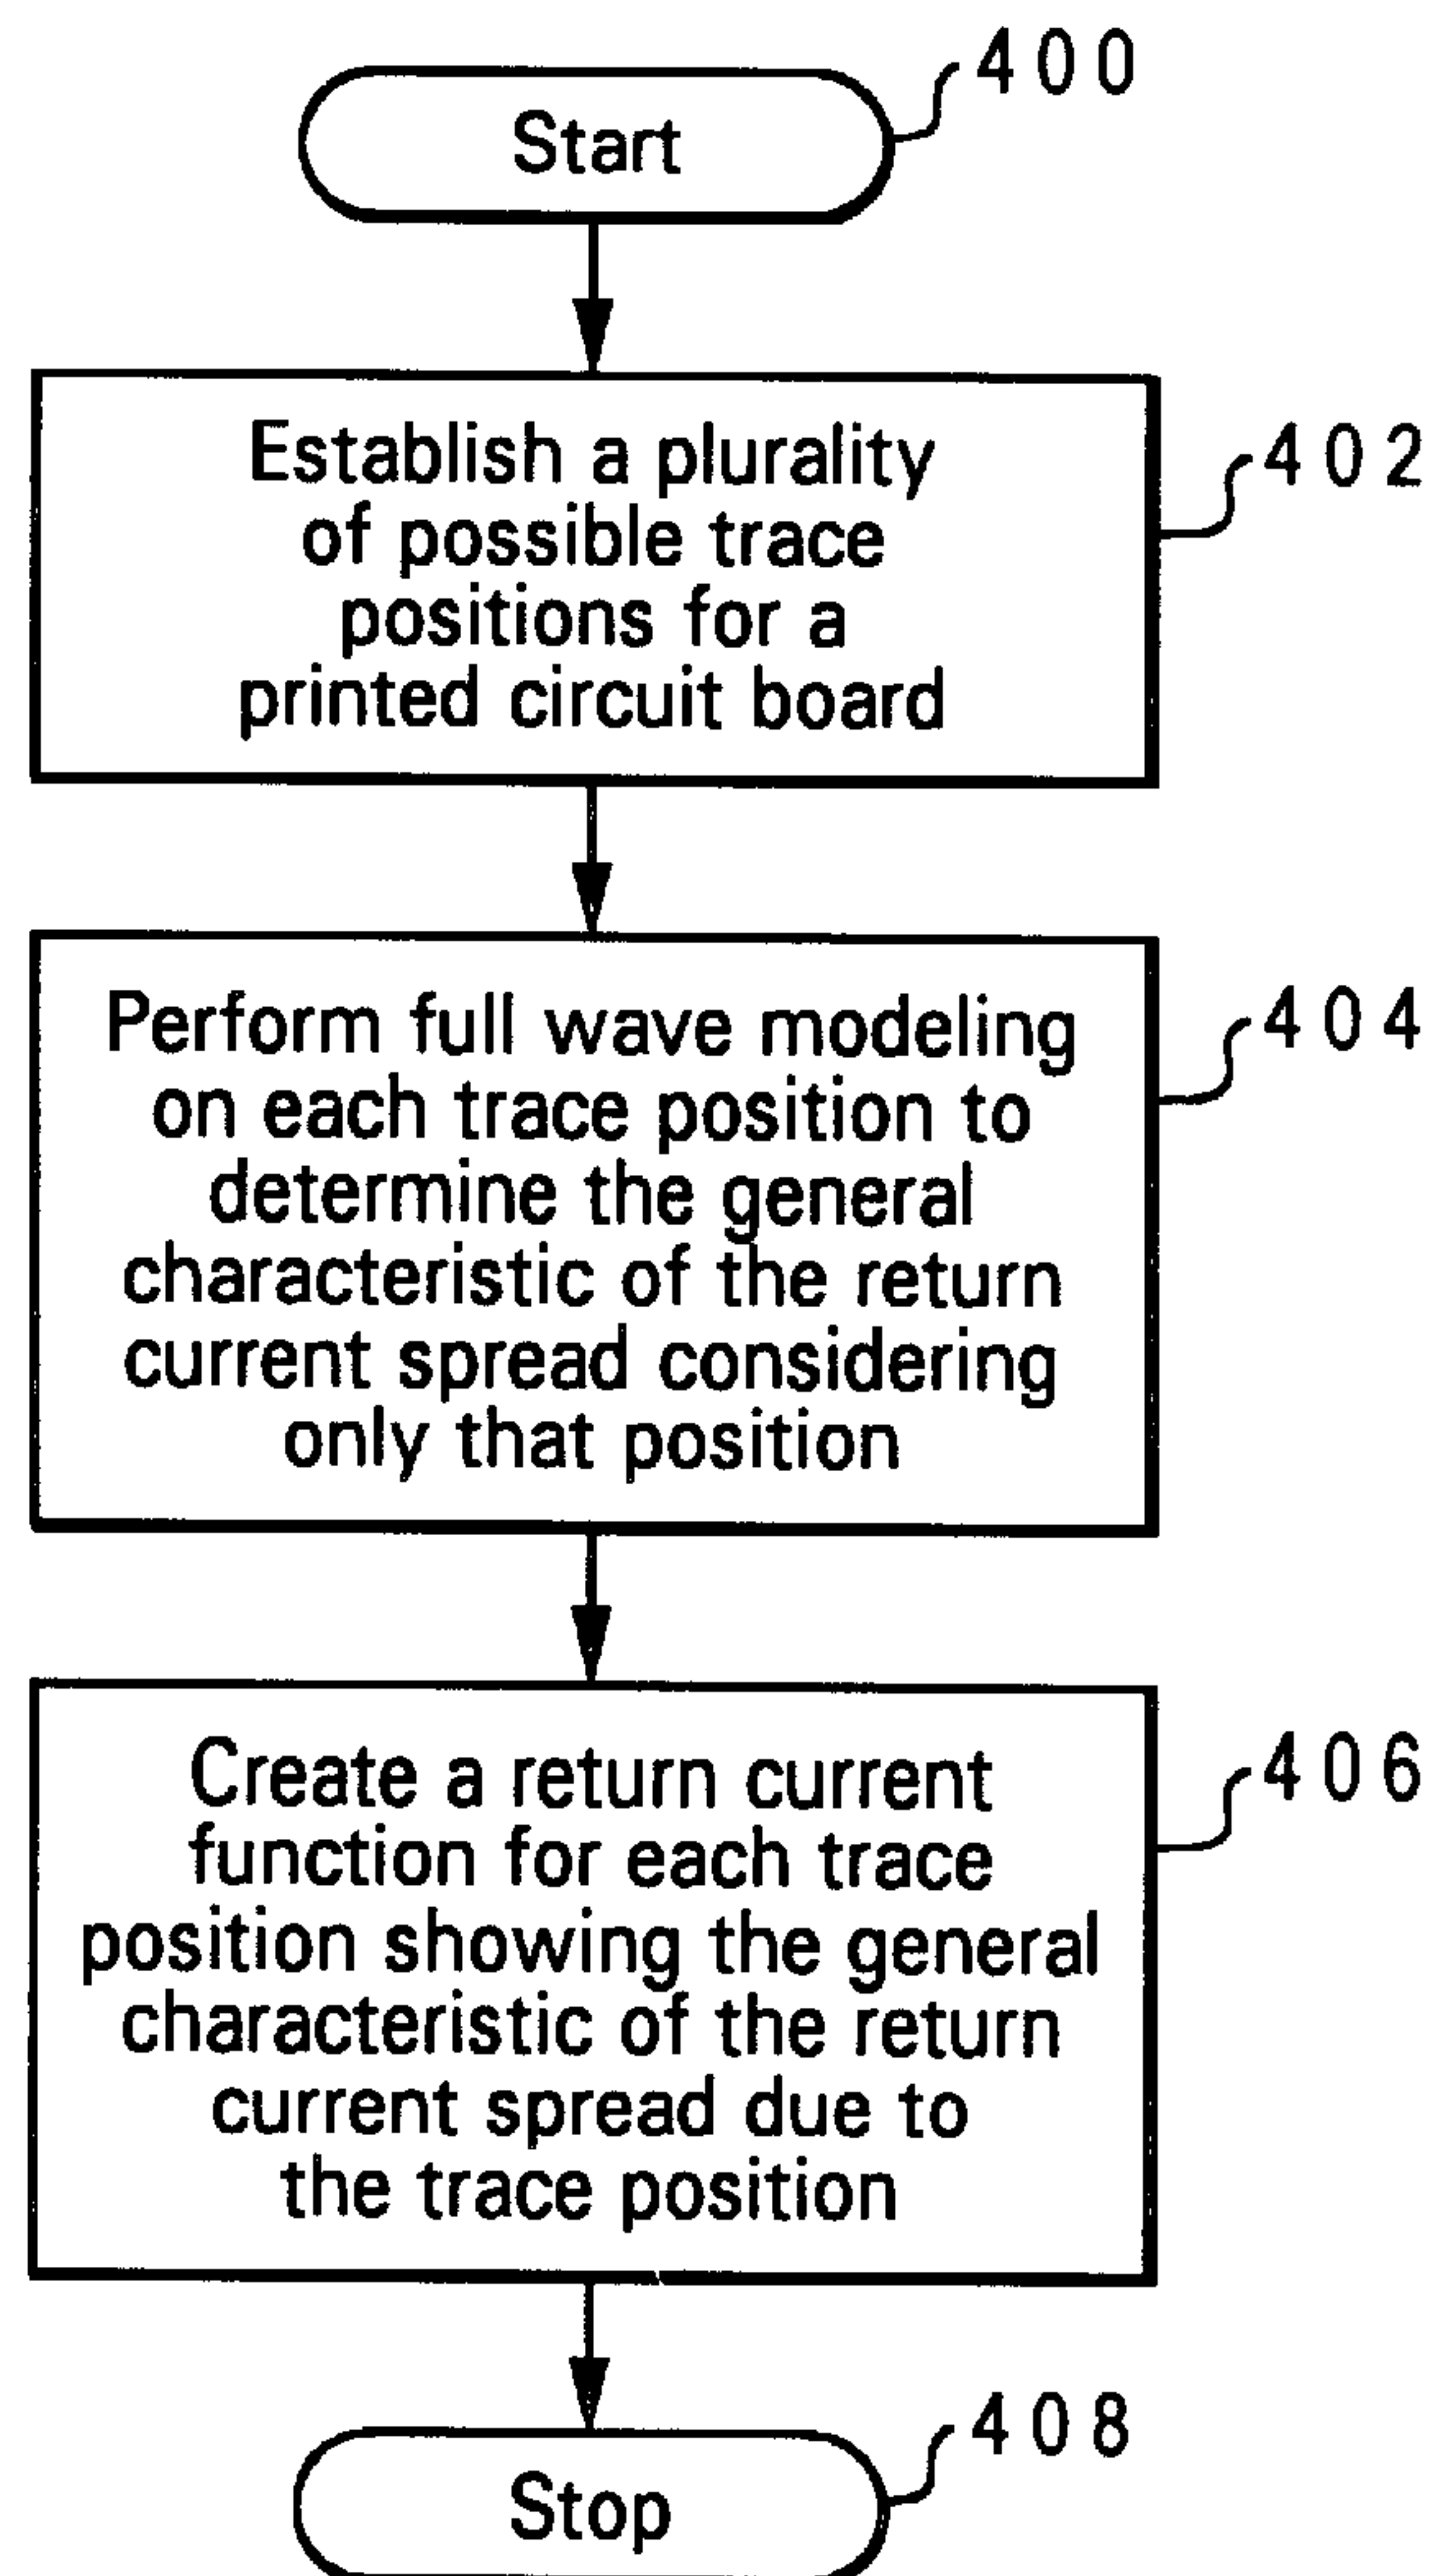 400
Start
Establish a plurality
of possible trace
positions for a
printed circuit board
402
Perform full wave modeling
on each trace position to
determine the general
characteristic of the return
current spread considering
only that position
404
Create a return current
function for each trace
position showing the general
characteristic of the return
current spread due to
the trace position
406
Stop
408